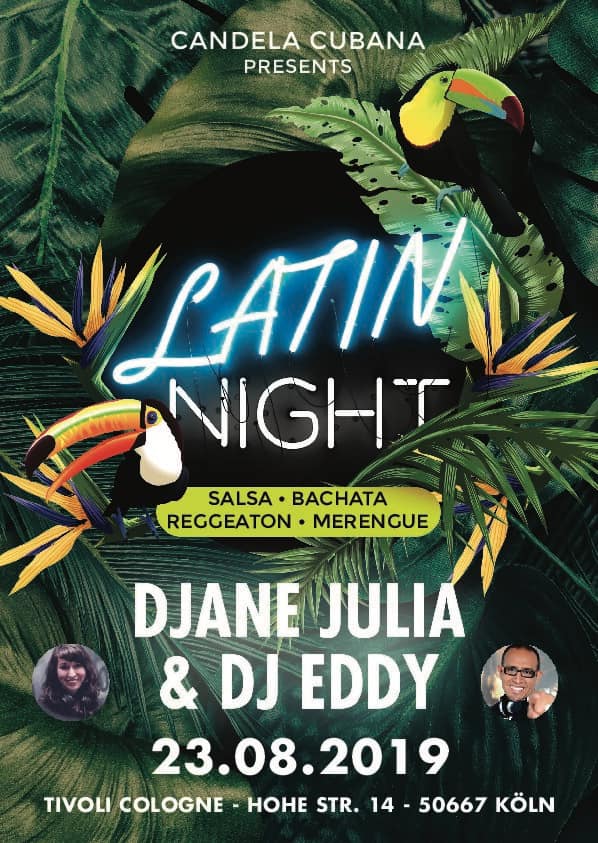 CANDELA CUBANA
PRESENTS
LATIN
NIGHT
SALSA • BACHATA
REGGEATON • MERENGUE
DJANE JULIA
& DJ EDDY
23.08.2019
TIVOLI COLOGNE - HOHE STR. 14 - 50667 KÖLN